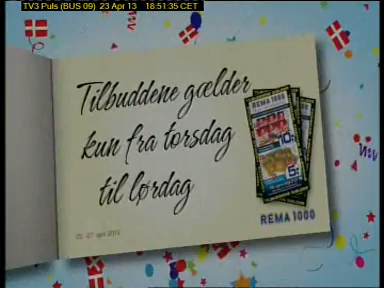 TV3 Puls (BUS 09) 23 Apr 13 18:51:35 CET
Tilbuddene gælder
kun fra torsdag
til lørdag
REMA 1000
10.-
REMA 1000